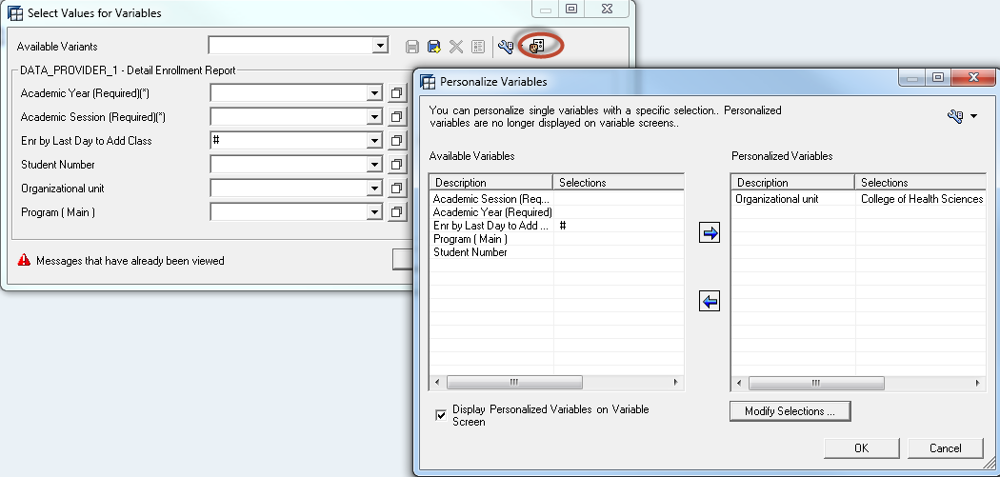 Select Values for Variables
Available Variants
DATA_PROVIDER_1 - Detail Enrollment Report
Academic Year (Required)(*)
Academic Session (Required)(*)
Enr by Last Day to Add Class #
Student Number
Organizational unit
Program ( Main )
Messages that have already been viewed
Personalize Variables
You can personalize single variables with a specific selection.. Personalized
variables are no longer displayed on variable screens..
Available Variables
Description Selections
Academic Session (Req...
Academic Year (Required)
Enr by Last Day to Add ... #
Program ( Main )
Student Number
Personalized Variables
Description Selections
Organizational unit College of Health Sciences
Display Personalized Variables on Variable
Screen
Modify Selections ...
OK Cancel